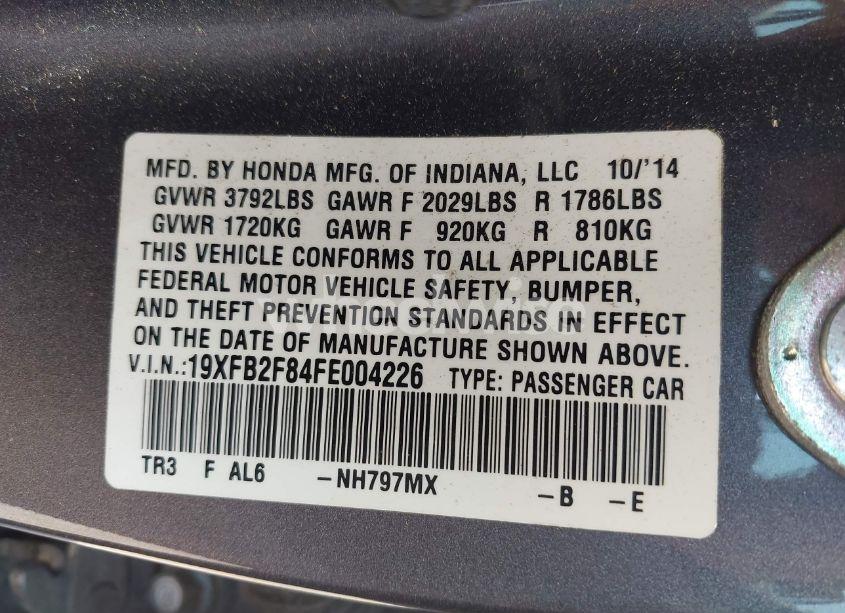 MFD. BY HONDA MFG. OF INDIANA, LLC 10/'14
GVWR 3792LBS GAWR F 2029LBS R 1786LBS
GVWR 1720KG GAWR F 920KG R 810KG
THIS VEHICLE CONFORMS TO ALL APPLICABLE
FEDERAL MOTOR VEHICLE SAFETY, BUMPER,
AND THEFT PREVENTION STANDARDS IN EFFECT
ON THE DATE OF MANUFACTURE SHOWN ABOVE.
V.I.N.:19XFB2F84FE004226 TYPE: PASSENGER CAR
TR3 F AL6 -NH797MX -B -E